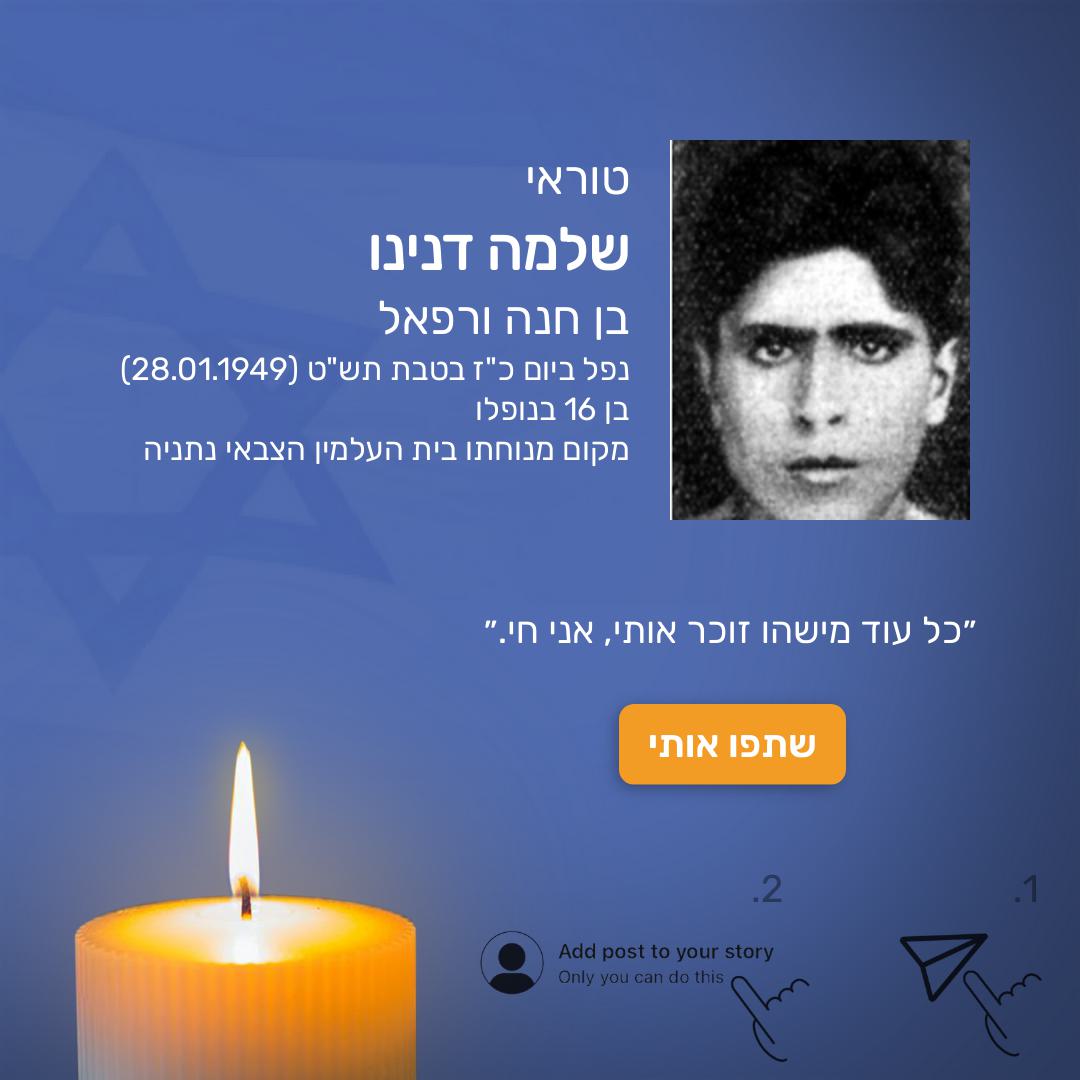 טוראי
שלמה דנינו
בן חנה ורפאל
נפל ביום כ"ז בטבת תש"ט (28.01.1949)
בן 16 בנופלו
מקום מנוחתו בית העלמין הצבאי נתניה
״כל עוד מישהו זוכר אותי, אני חי.״
שתפו אותי
1.
2.
Add post to your story
Only you can do this